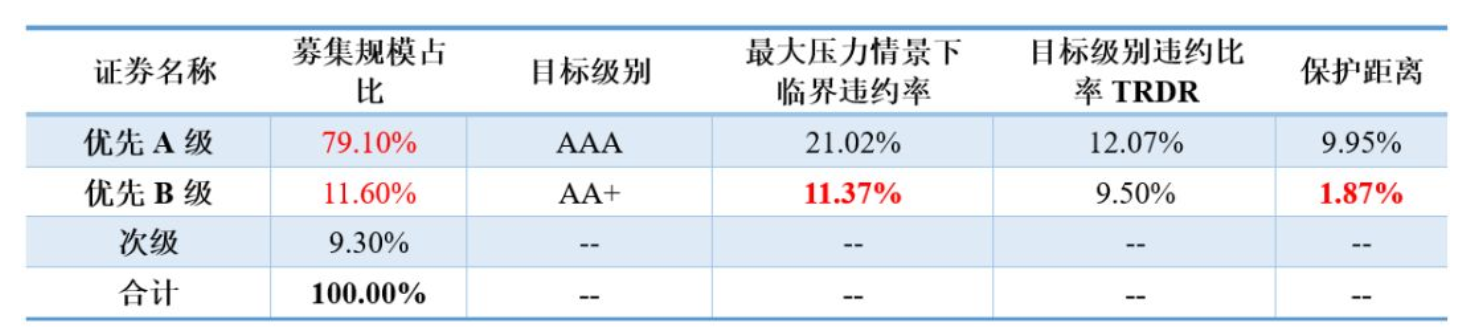 证券名称 募集规模占比 目标级别 最大压力情景下临界违约率 目标级别违约比率 TRDR 保护距离
优先 A 级 79.10% AAA 21.02% 12.07% 9.95%
优先 B 级 11.60% AA+ 11.37% 9.50% 1.87%
次级 9.30% -- -- -- --
合计 100.00% -- -- -- --